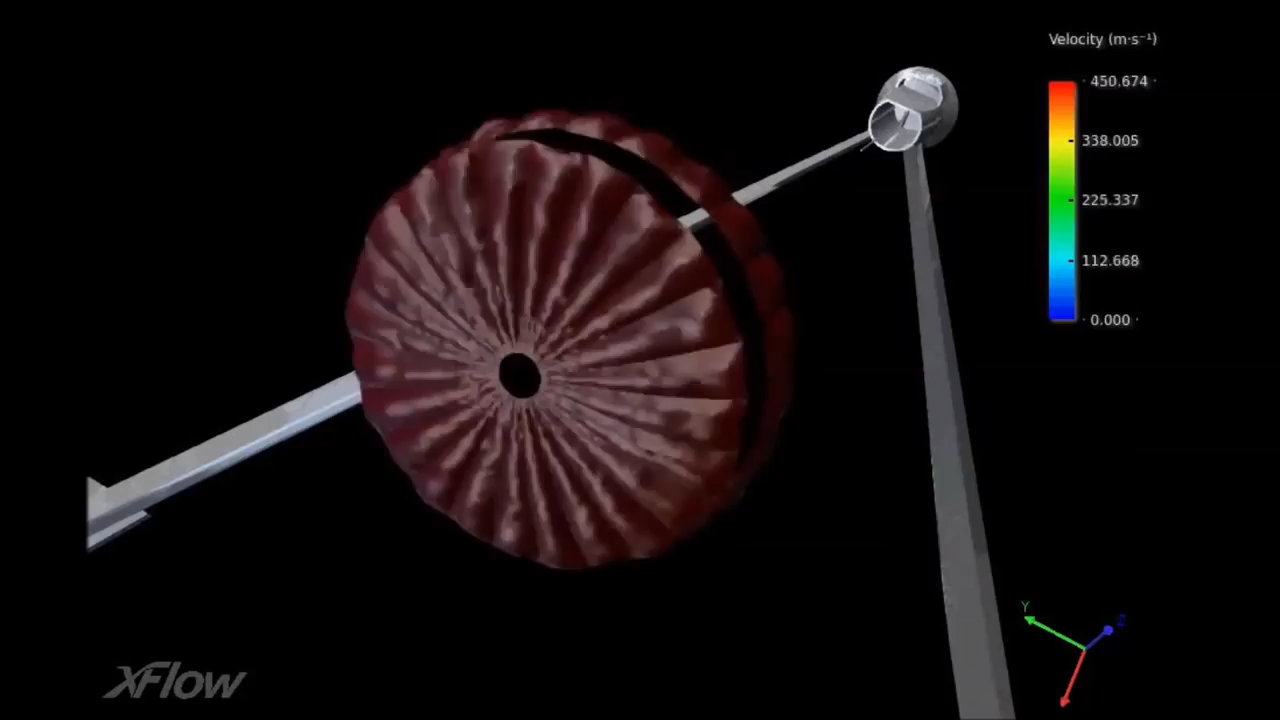 Velocity (m·s⁻¹)
450.674
338.005
225.337
112.668
0.000
Y
Z
XFlow